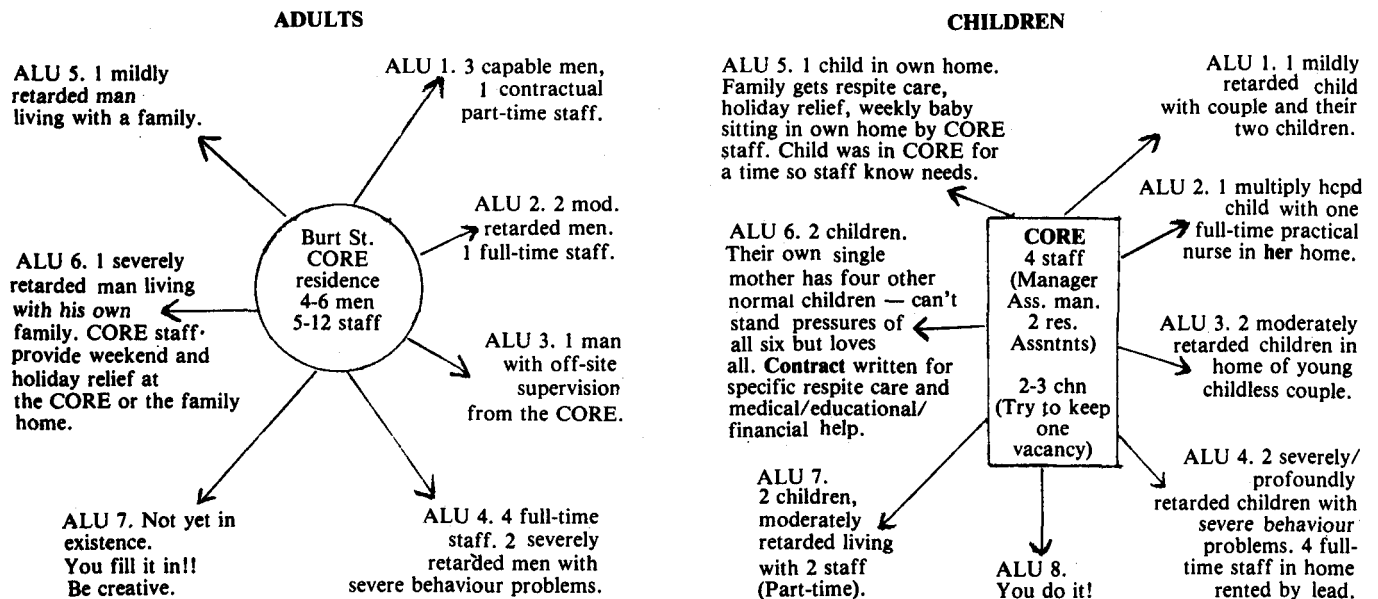 ADULTS
ALU 5. 1 mildly
retarded man
living with a family.
ALU 1. 3 capable men,
1 contractual
part-time staff.
ALU 2. 2 mod.
retarded men.
1 full-time staff.
Burt St.
CORE
residence
4-6 men
5-12 staff
ALU 6. 1 severely
retarded man living
with his own
family. CORE staff
provide weekend and
holiday relief at
the CORE or the family
home.
ALU 3. 1 man
with off-site
supervision
from the CORE.
ALU 7. Not yet in
existence.
You fill it in!!
Be creative.
ALU 4. 4 full-time
staff. 2 severely
retarded men with
severe behaviour problems.
CHILDREN
ALU 5. 1 child in own home.
Family gets respite care,
holiday relief, weekly baby
sitting in own home by CORE
staff. Child was in CORE for
a time so staff know needs.
ALU 1. 1 mildly
retarded child
with couple and their
two children.
ALU 2. 1 multiply hcpd
child with one
full-time practical
nurse in her home.
ALU 6. 2 children.
Their own single
mother has four other
normal children — can't
stand pressures of
all six but loves
all. Contract written for
specific respite care and
medical/educational/
financial help.
CORE
4 staff
(Manager
Ass. man.
2 res.
Assntnts)
2-3 chn
(Try to keep
one
vacancy)
ALU 3. 2 moderately
retarded children in
home of young
childless couple.
ALU 7.
2 children,
moderately
retarded living
with 2 staff
(Part-time).
ALU 8.
You do it!
ALU 4. 2 severely/
profoundly
retarded children with
severe behaviour
problems. 4 full-
time staff in home
rented by lead.